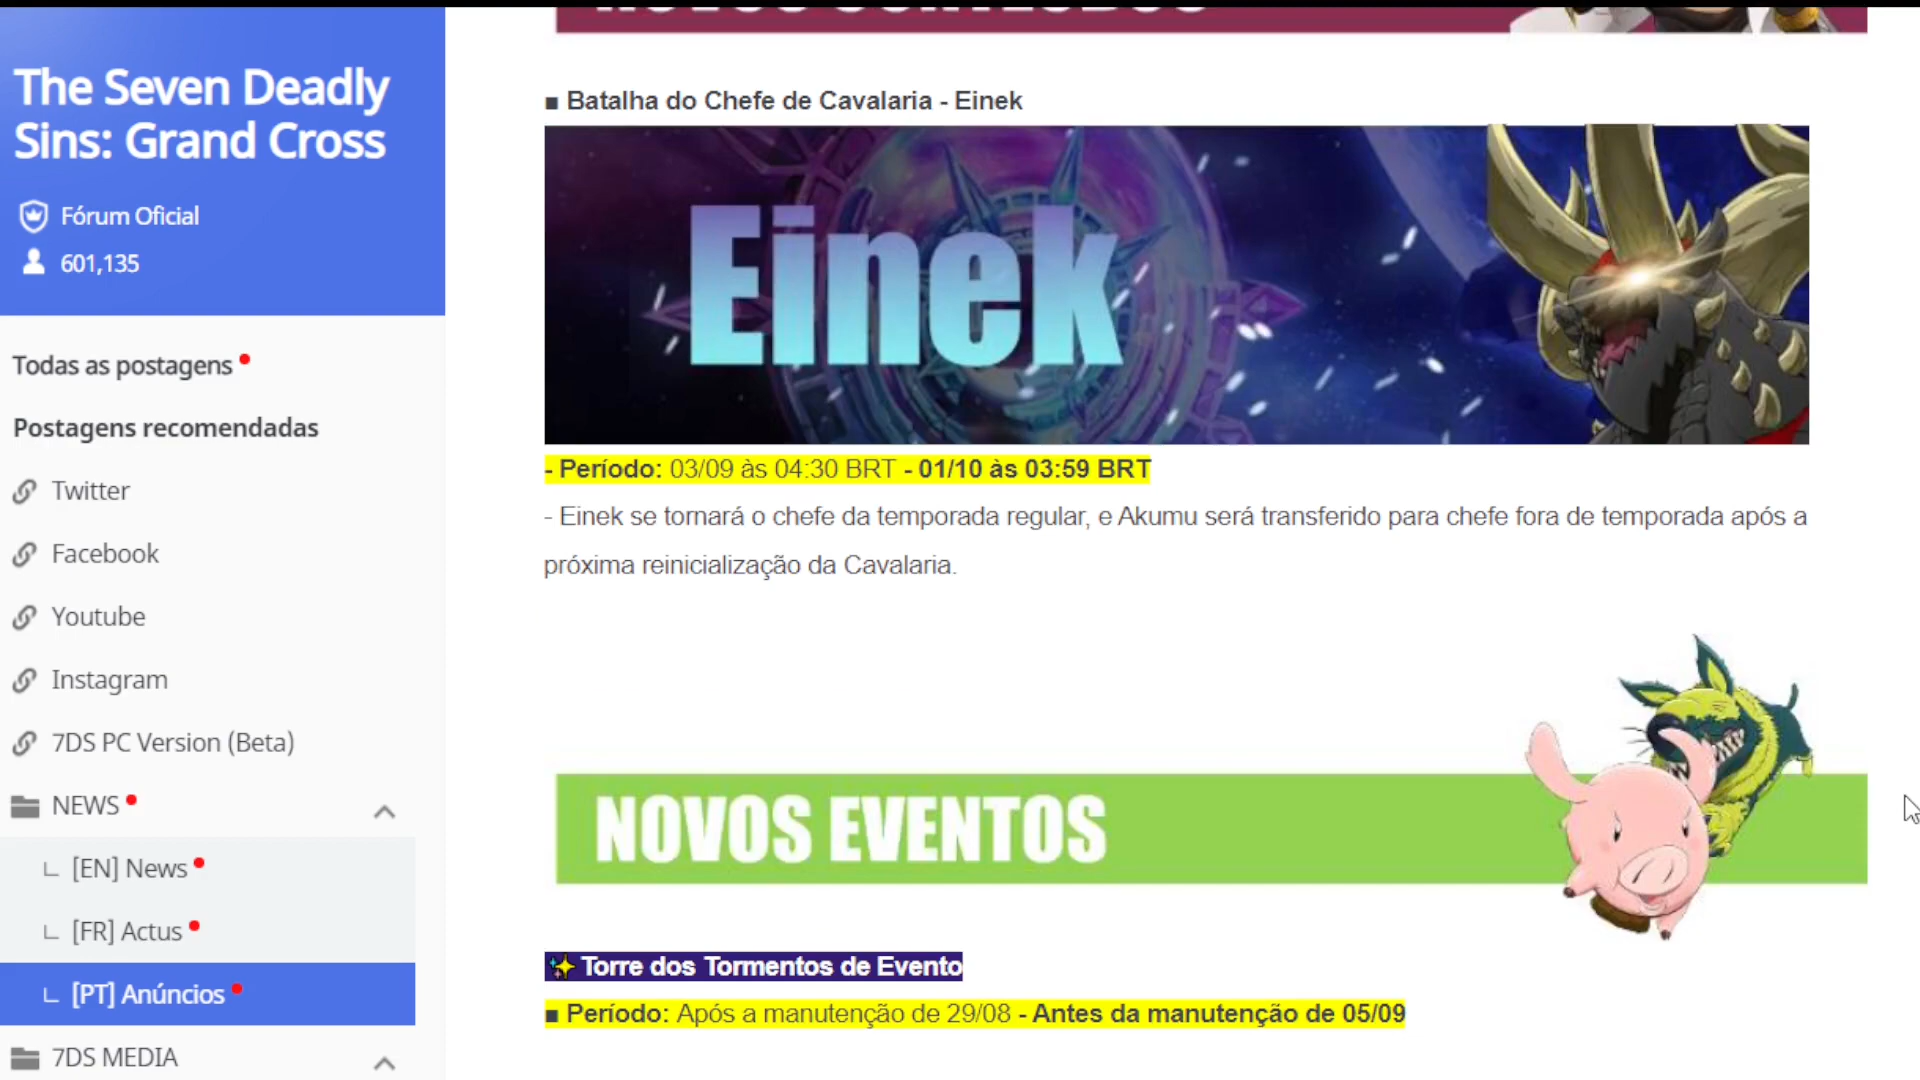 The Seven Deadly
Sins: Grand Cross
Fórum Oficial
601,135
Todas as postagens
Postagens recomendadas
Twitter
Facebook
Youtube
Instagram
7DS PC Version (Beta)
NEWS
[EN] News
[FR] Actus
[PT] Anúncios
7DS MEDIA
NOVOS CONTEÚDOS
■ Batalha do Chefe de Cavalaria - Einek
Einek
- Período: 03/09 às 04:30 BRT - 01/10 às 03:59 BRT
- Einek se tornará o chefe da temporada regular, e Akumu será transferido para chefe fora de temporada após a
próxima reinicialização da Cavalaria.
NOVOS EVENTOS
✨ Torre dos Tormentos de Evento
■ Período: Após a manutenção de 29/08 - Antes da manutenção de 05/09